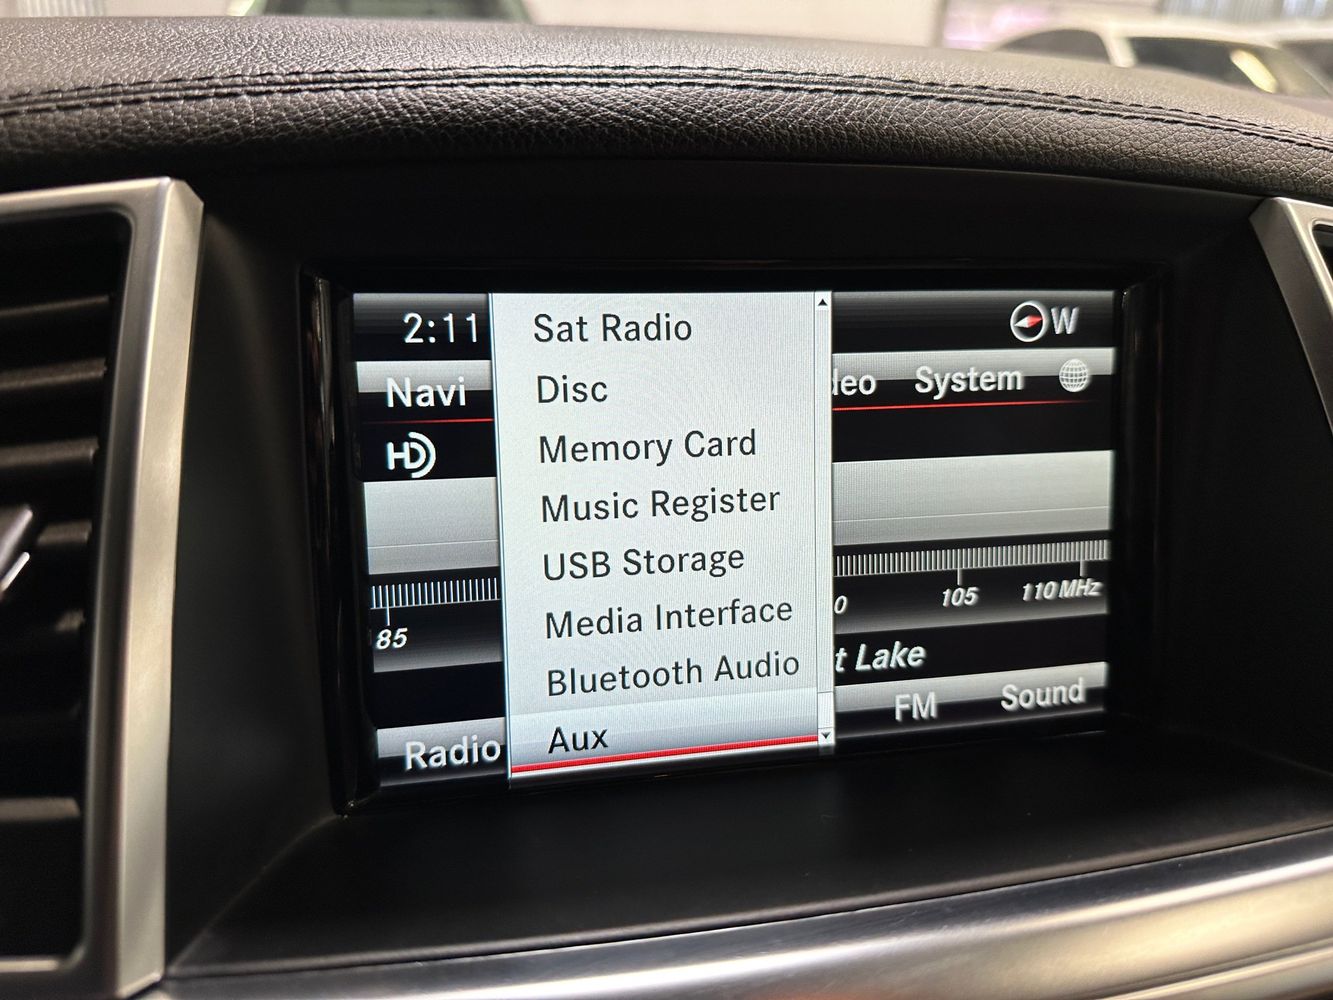 2:11
W
Navi
System
HD
Sat Radio
Disc
Memory Card
Music Register
USB Storage
Media Interface
Bluetooth Audio
Aux
85
105
110 MHz
Lake
Radio
FM
Sound